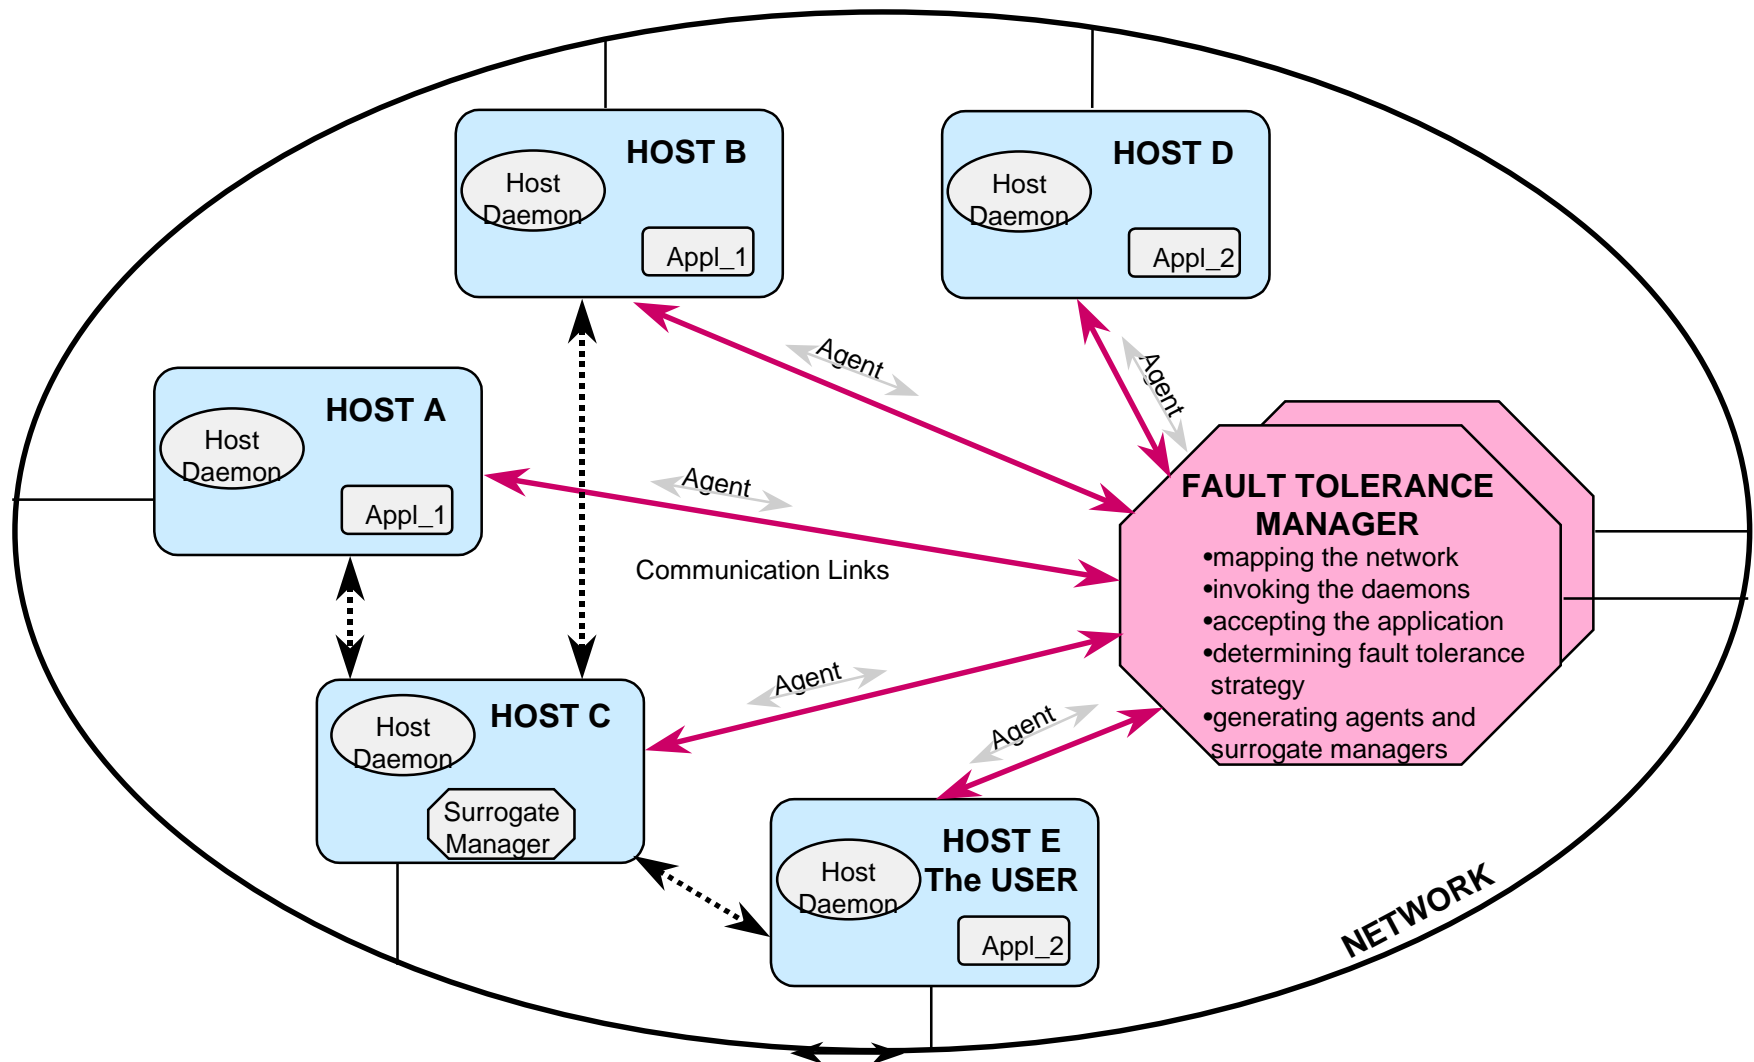 HOST B
Host
Daemon
Appl_1
HOST D
Host
Daemon
Appl_2
Agent
Agent
HOST A
Host
Daemon
Appl_1
Agent
Communication Links
FAULT TOLERANCE
MANAGER
•mapping the network
•invoking the daemons
•accepting the application
•determining fault tolerance
strategy
•generating agents and
surrogate managers
Agent
Agent
HOST C
Host
Daemon
Surrogate
Manager
HOST E
The USER
Host
Daemon
Appl_2
NETWORK